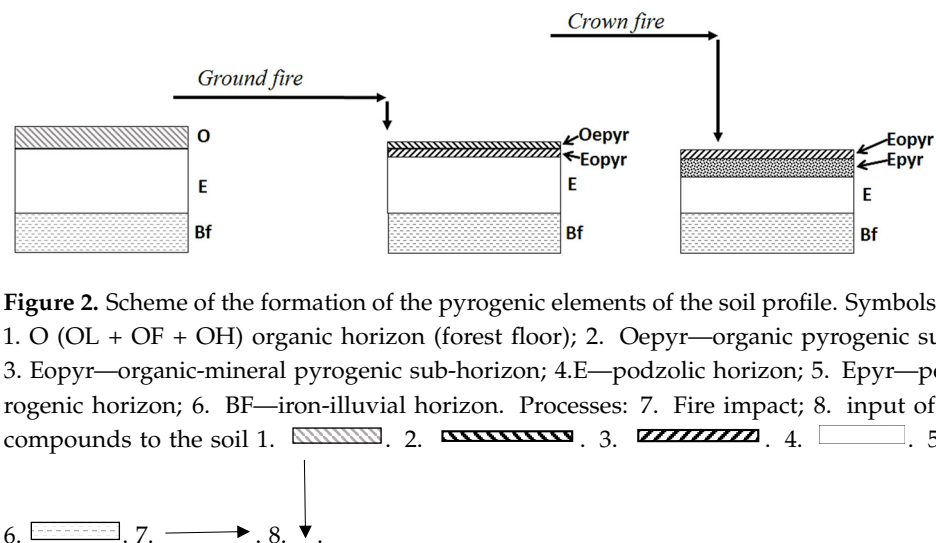 Crown fire
Ground fire
O
E
Bf
Oepyr
Eopyr
E
Bf
Eopyr
Epyr
E
Bf
Figure 2. Scheme of the formation of the pyrogenic elements of the soil profile. Symbols
1. O (OL + OF + OH) organic horizon (forest floor); 2. Oepyr—organic pyrogenic su
3. Eopyr—organic-mineral pyrogenic sub-horizon; 4.E—podzolic horizon; 5. Epyr—po
rogenic horizon; 6. BF—iron-illuvial horizon. Processes: 7. Fire impact; 8. input of
compounds to the soil 1. . 2. . 3. . 4. . 5
6. . 7. . 8. .